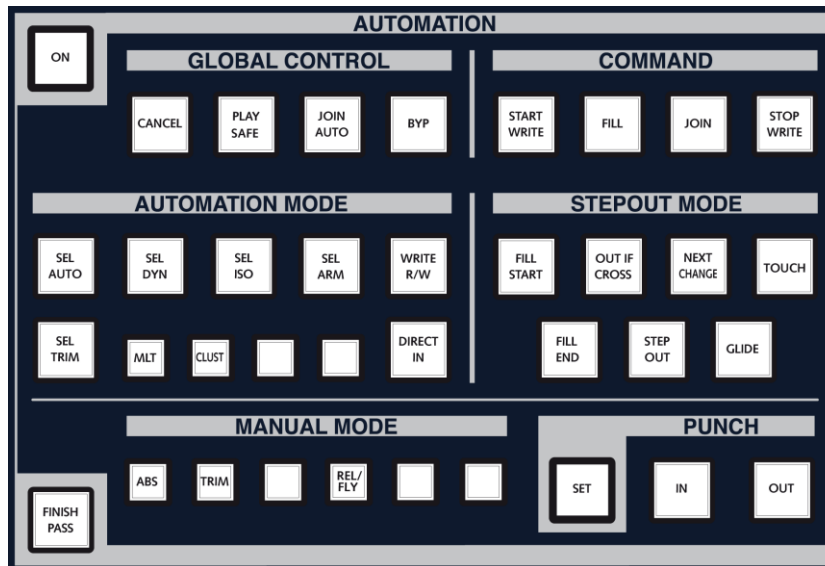 AUTOMATION
ON
GLOBAL CONTROL
COMMAND
CANCEL
PLAY
SAFE
JOIN
AUTO
BYP
START
WRITE
FILL
JOIN
STOP
WRITE
AUTOMATION MODE
STEPOUT MODE
SEL
AUTO
SEL
DYN
SEL
ISO
SEL
ARM
WRITE
R/W
FILL
START
OUT IF
CROSS
NEXT
CHANGE
TOUCH
SEL
TRIM
MLT
CLUST
DIRECT
IN
FILL
END
STEP
OUT
GLIDE
MANUAL MODE
PUNCH
ABS
TRIM
REL/
FLY
SET
IN
OUT
FINISH
PASS